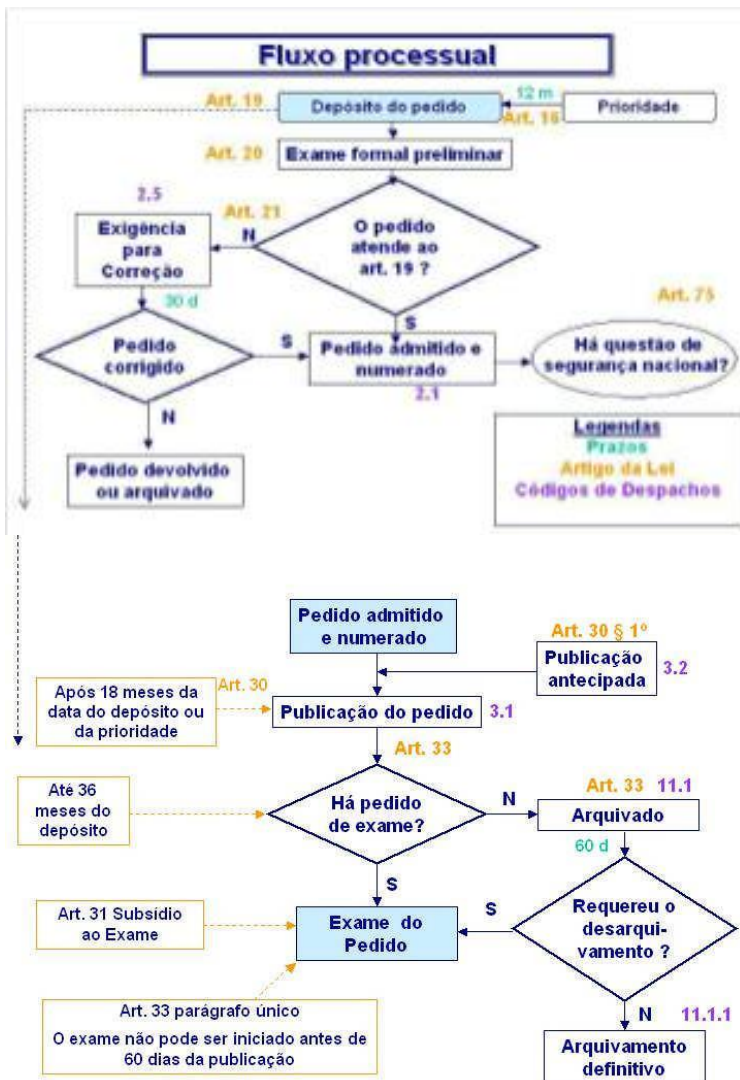 Fluxo processual
Art. 19
Depósito do pedido
12 m
Art. 16
Prioridade
Art. 20
Exame formal preliminar
2.5
Exigência
para
Correção
Art. 21
N
O pedido
atende ao
art. 19 ?
30 d
S
Art. 75
Pedido
corrigido
S
Pedido admitido e
numerado
2.1
Há questão de
segurança nacional?
N
Pedido devolvido
ou arquivado
Legendas
Prazos
Artigo da Lei
Códigos de Despachos
Pedido admitido
e numerado
Art. 30 § 1º
Publicação
antecipada
3.2
Após 18 meses da
data do depósito ou
da prioridade
Art. 30
Publicação do pedido
3.1
Art. 33
Até 36
meses do
depósito
Há pedido
de exame?
N
Art. 33
11.1
Arquivado
60 d
S
Art. 31 Subsídio
ao Exame
Exame do
Pedido
S
Requereu o
desarqui-
vamento ?
Art. 33 parágrafo único
O exame não pode ser iniciado antes de
60 dias da publicação
N
11.1.1
Arquivamento
definitivo